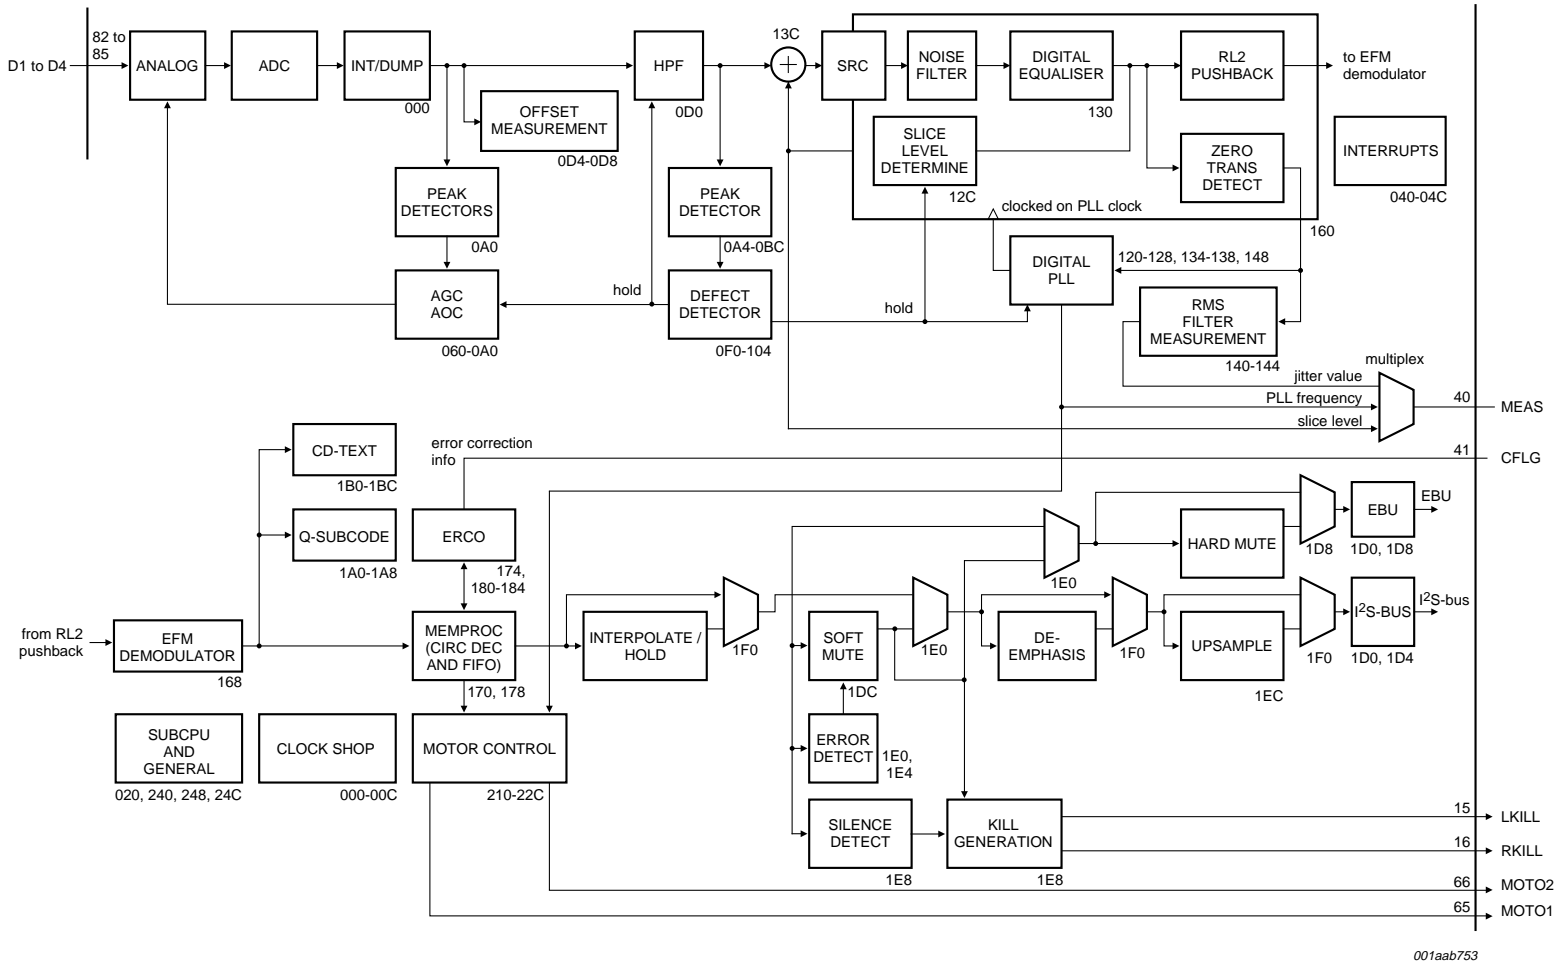 D1 to D4
82 to
85
ANALOG
ADC
INT/DUMP
000
OFFSET
MEASUREMENT
0D4-0D8
HPF
0D0
13C
+
SRC
NOISE
FILTER
DIGITAL
EQUALISER
130
RL2
PUSHBACK
to EFM
demodulator
SLICE
LEVEL
DETERMINE
12C
ZERO
TRANS
DETECT
INTERRUPTS
040-04C
PEAK
DETECTORS
0A0
PEAK
DETECTOR
0A4-0BC
clocked on PLL clock
160
AGC
AOC
060-0A0
hold
DEFECT
DETECTOR
0F0-104
hold
DIGITAL
PLL
120-128, 134-138, 148
RMS
FILTER
MEASUREMENT
140-144
multiplex
jitter value
PLL frequency
slice level
40
MEAS
41
CFLG
CD-TEXT
1B0-1BC
error correction
info
Q-SUBCODE
1A0-1A8
ERCO
174,
180-184
1E0
HARD MUTE
1D8
EBU
1D0, 1D8
EBU
from RL2
pushback
EFM
DEMODULATOR
168
MEMPROC
(CIRC DEC
AND FIFO)
170, 178
INTERPOLATE /
HOLD
1F0
SOFT
MUTE
1DC
1E0
DE-
EMPHASIS
1F0
UPSAMPLE
1EC
1F0
I2S-BUS
1D0, 1D4
I2S-bus
SUBCPU
AND
GENERAL
020, 240, 248, 24C
CLOCK SHOP
000-00C
MOTOR CONTROL
210-22C
ERROR
DETECT
1E0,
1E4
SILENCE
DETECT
1E8
KILL
GENERATION
1E8
15
LKILL
16
RKILL
66
MOTO2
65
MOTO1
001aab753